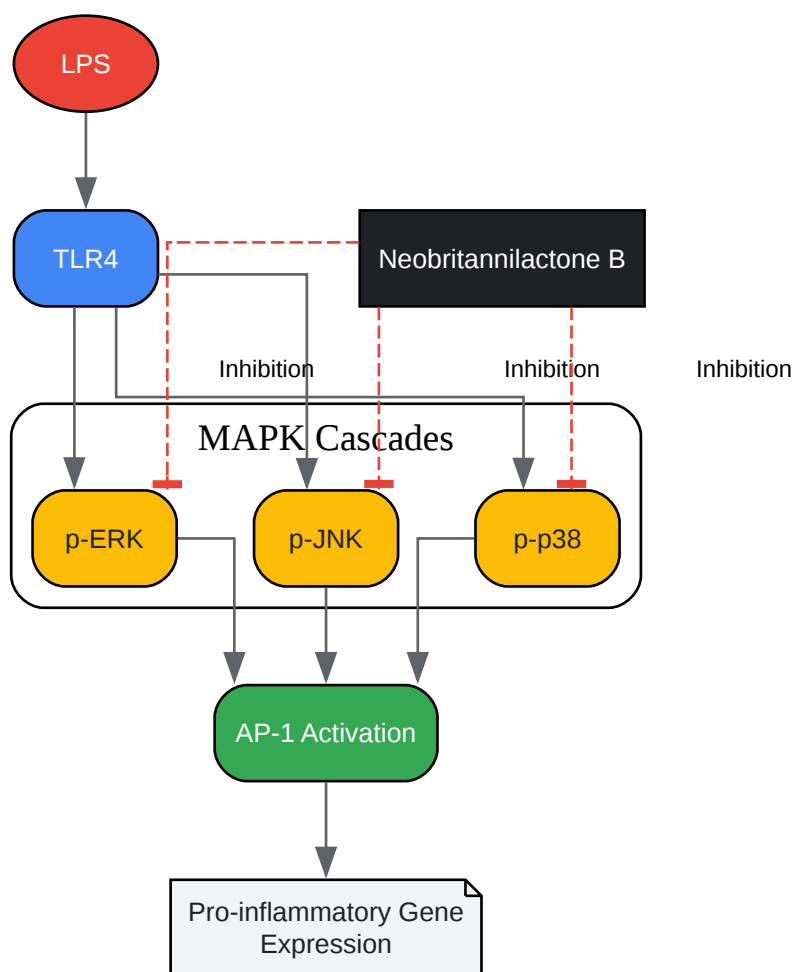 LPS
TLR4
Neobritannilactone B
Inhibition
Inhibition
Inhibition
MAPK Cascades
p-ERK
p-JNK
p-p38
AP-1 Activation
Pro-inflammatory Gene
Expression